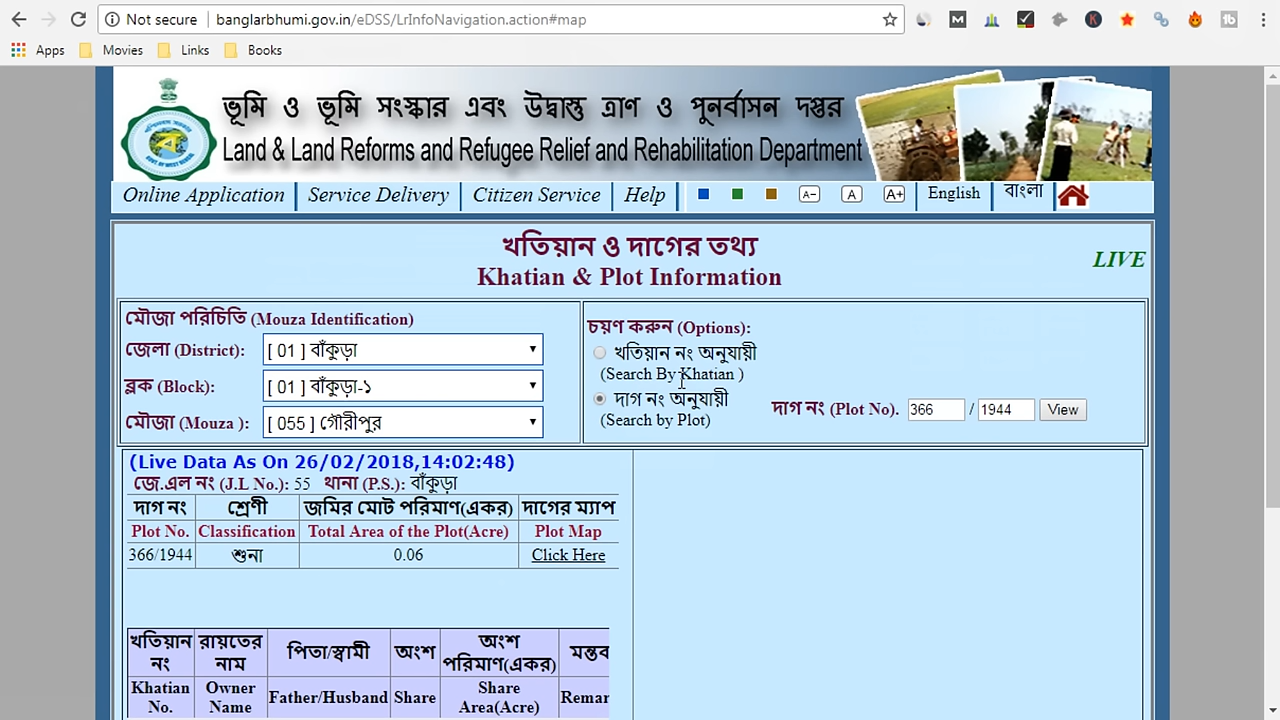 Not secure | banglarbhumi.gov.in/eDSS/LrInfoNavigation.action#map
Apps Movies Links Books
ভূমি ও ভূমি সংস্কার এবং উদ্বাস্তু ত্রাণ ও পুনর্বাসন দপ্তর
Land & Land Reforms and Refugee Relief and Rehabilitation Department
Online Application Service Delivery Citizen Service Help A- A A+ English বাংলা
খতিয়ান ও দাগের তথ্য
Khatian & Plot Information
LIVE
মৌজা পরিচিতি (Mouza Identification)
জেলা (District): [ 01 ] বাঁকুড়া
ব্লক (Block): [ 01 ] বাঁকুড়া-১
মৌজা (Mouza ): [ 055 ] গৌরীপুর
চয়ণ করুন (Options):
খতিয়ান নং অনুযায়ী
(Search By Khatian )
দাগ নং অনুযায়ী
(Search by Plot)
দাগ নং (Plot No). 366 / 1944 View
(Live Data As On 26/02/2018,14:02:48)
জে.এল নং (J.L No.): 55 থানা (P.S.): বাঁকুড়া
দাগ নং শ্রেণী জমির মোট পরিমাণ(একর) দাগের ম্যাপ
Plot No. Classification Total Area of the Plot(Acre) Plot Map
366/1944 শুনা 0.06 Click Here
খতিয়ান নং রায়তের নাম পিতা/স্বামী অংশ অংশ পরিমাণ(একর) মন্তব
Khatian No. Owner Name Father/Husband Share Share Area(Acre) Remar